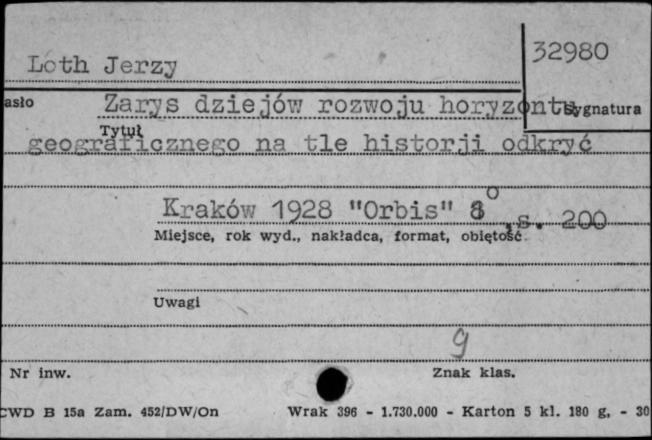 32980
Loth Jerzy
asło
Zarys dziejów rozwoju horyzontu
Sygnatura
Tytuł
geograficznego na tle historji odkryć
Kraków 1928 "Orbis" 8° ,s. 200
Miejsce, rok wyd., nakładca, format, obiętość
Uwagi
9
Nr inw.
Znak klas.
CWD B 15a Zam. 452/DW/On Wrak 396 - 1.730.000 - Karton 5 kl. 180 g, - 30